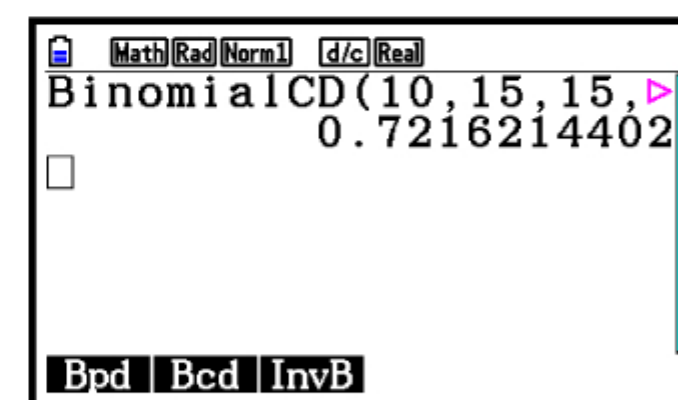 Math Rad Norm1 d/c Real
BinomialCD(10,15,15,▷
0.7216214402
Bpd Bcd InvB